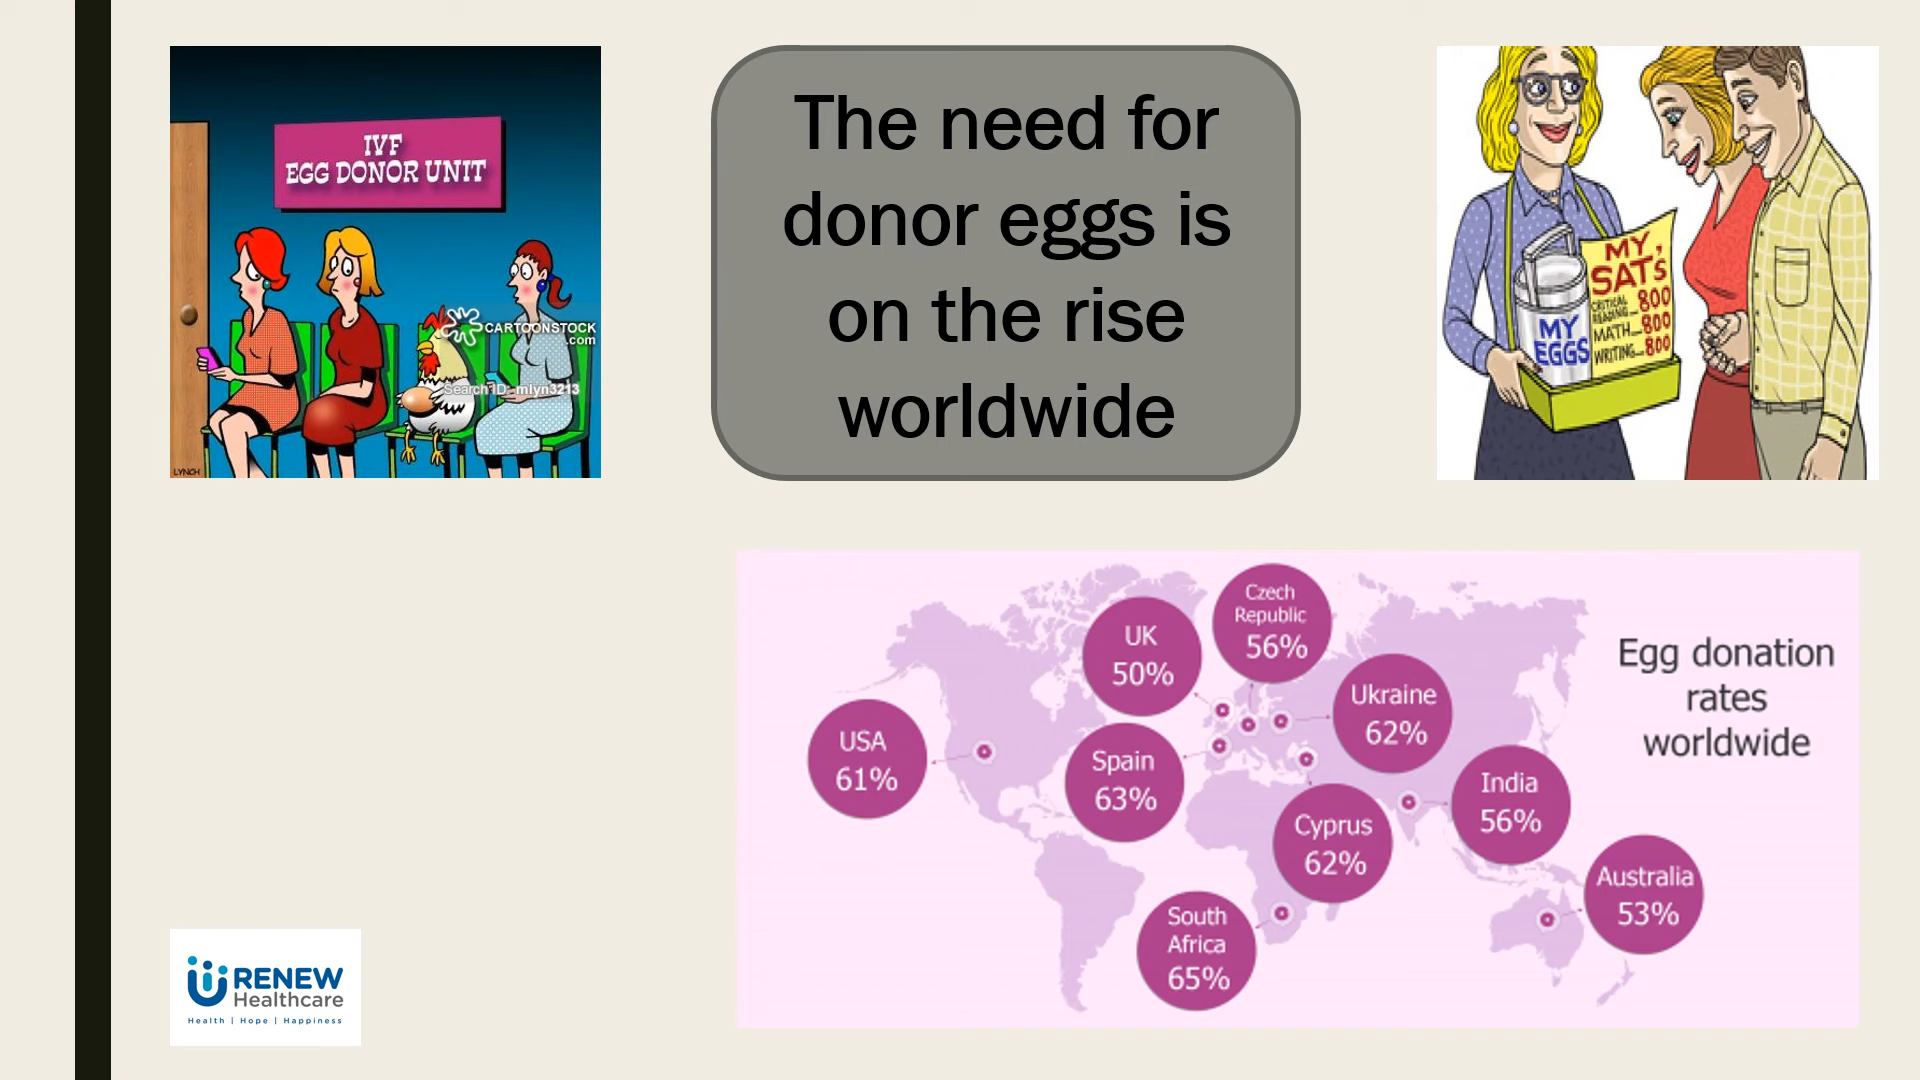 IVF
EGG DONOR UNIT
CARTOONSTOCK
.com
Search ID: mlyn3213
LYNCH
The need for
donor eggs is
on the rise
worldwide
MY
SAT'S
CRITICAL
READING...800
MATH...800
WRITING...800
MY
EGGS
Egg donation
rates
worldwide
Czech
Republic
56%
UK
50%
Ukraine
62%
USA
61%
Spain
63%
India
56%
Cyprus
62%
Australia
53%
South
Africa
65%
RENEW
Healthcare
Health | Hope | Happiness